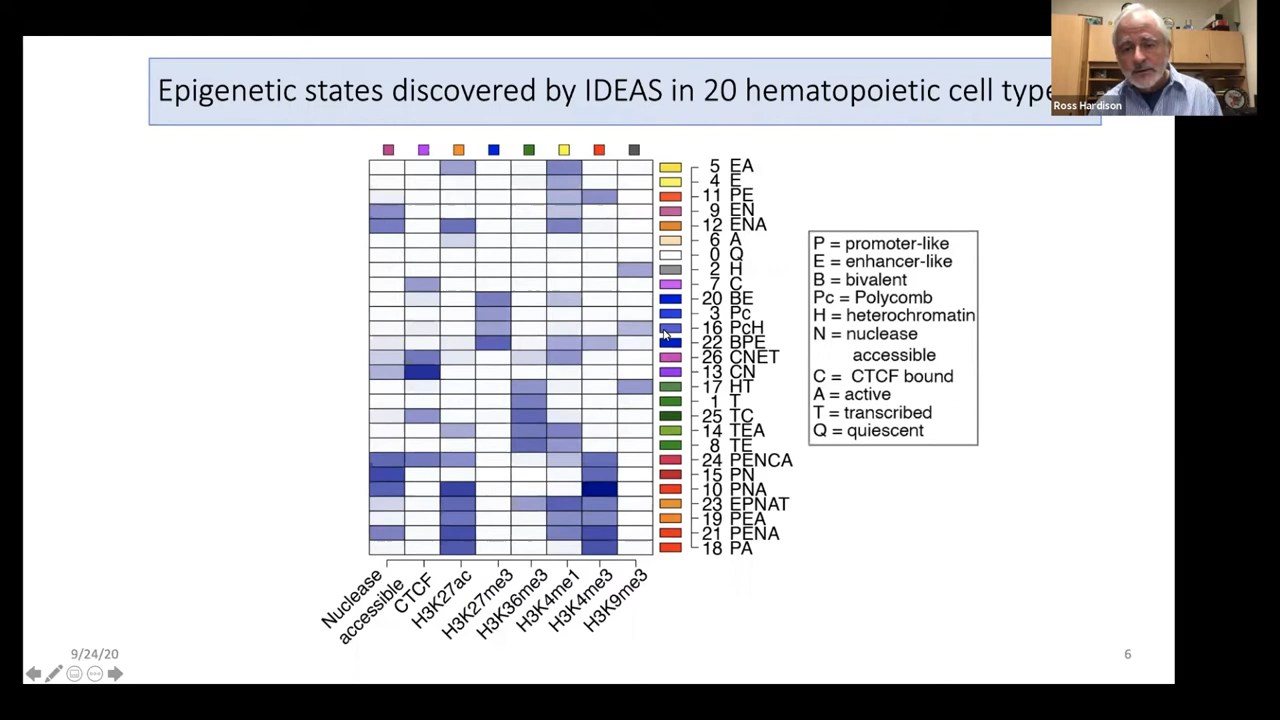 Ross Hardison
Epigenetic states discovered by IDEAS in 20 hematopoietic cell type
5 EA
4 E
11 PE
9 EN
12 ENA
6 A
0 Q
2 H
7 C
20 BE
3 Pc
16 PcH
22 BPE
26 CNET
13 CN
17 HT
1 T
25 TC
14 TEA
8 TE
24 PENCA
15 PN
10 PNA
23 EPNAT
19 PEA
21 PENA
18 PA
P = promoter-like
E = enhancer-like
B = bivalent
Pc = Polycomb
H = heterochromatin
N = nuclease
accessible
C = CTCF bound
A = active
T = transcribed
Q = quiescent
Nuclease
accessible
CTCF
H3K27ac
H3K27me3
H3K36me3
H3K4me1
H3K4me3
H3K9me3
9/24/20
6